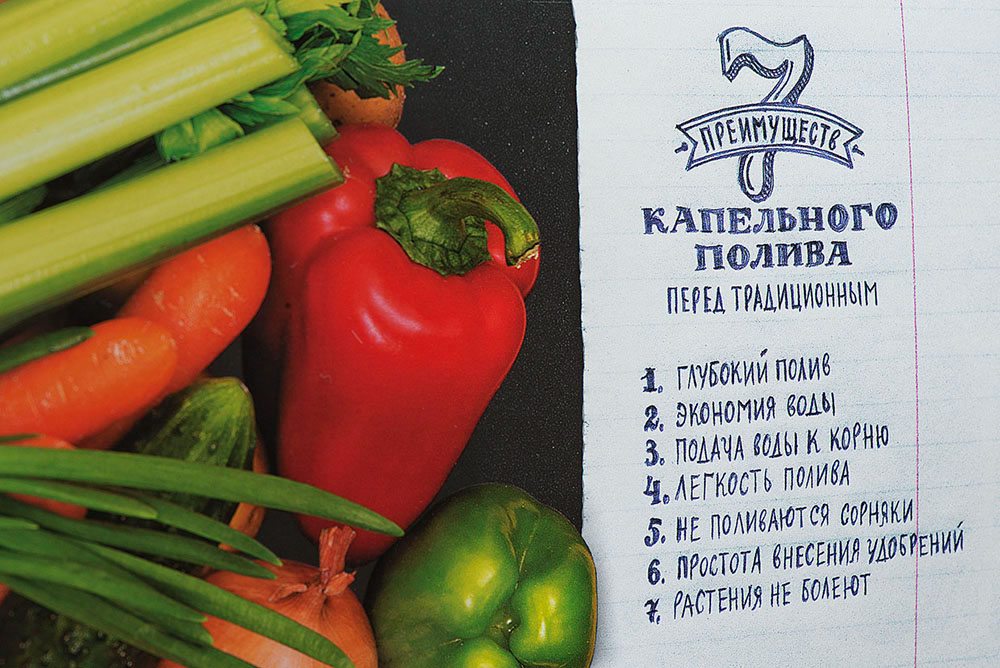 7
ПРЕИМУЩЕСТВ
КАПЕЛЬНОГО
ПОЛИВА
ПЕРЕД ТРАДИЦИОННЫМ
1. ГЛУБОКИЙ ПОЛИВ
2. ЭКОНОМИЯ ВОДЫ
3. ПОДАЧА ВОДЫ К КОРНЮ
4. ЛЕГКОСТЬ ПОЛИВА
5. НЕ ПОЛИВАЮТСЯ СОРНЯКИ
6. ПРОСТОТА ВНЕСЕНИЯ УДОБРЕНИЙ
7. РАСТЕНИЯ НЕ БОЛЕЮТ